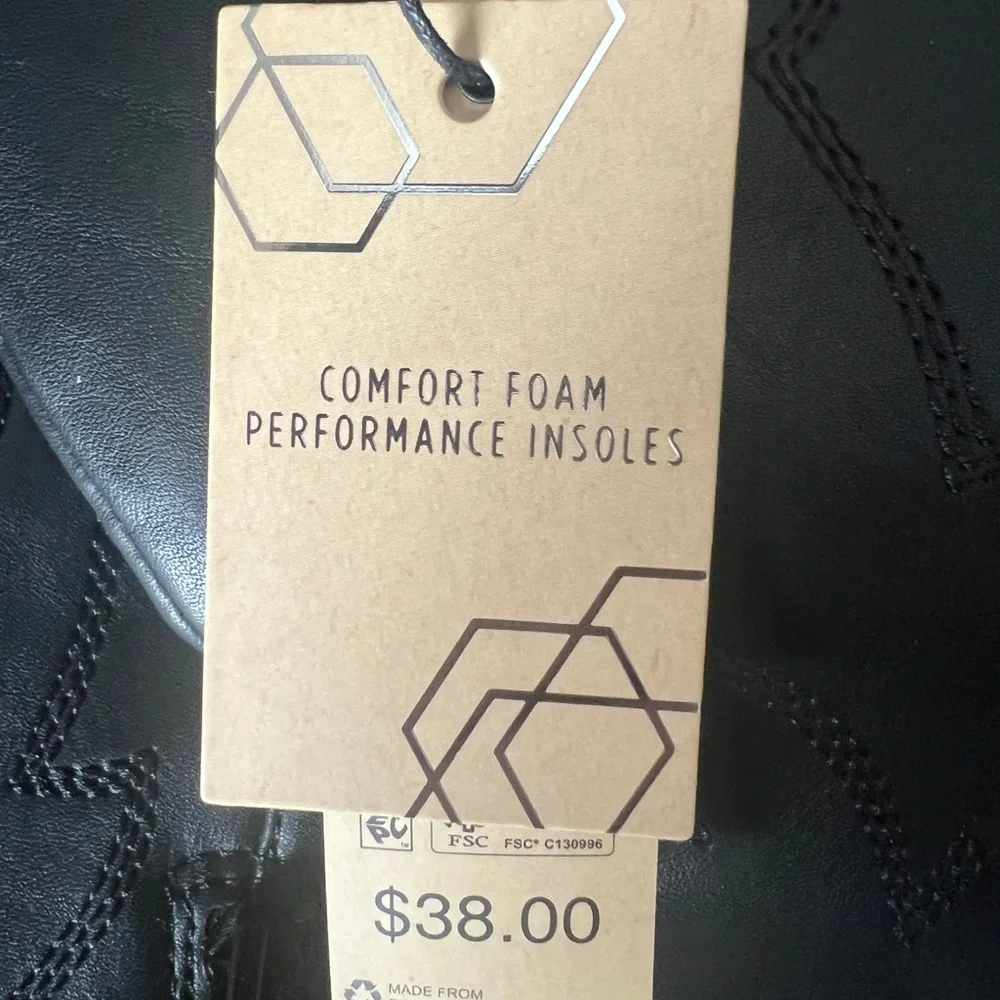 COMFORT FOAM
PERFORMANCE INSOLES
FSC FSC® C130996
$38.00
MADE FROM